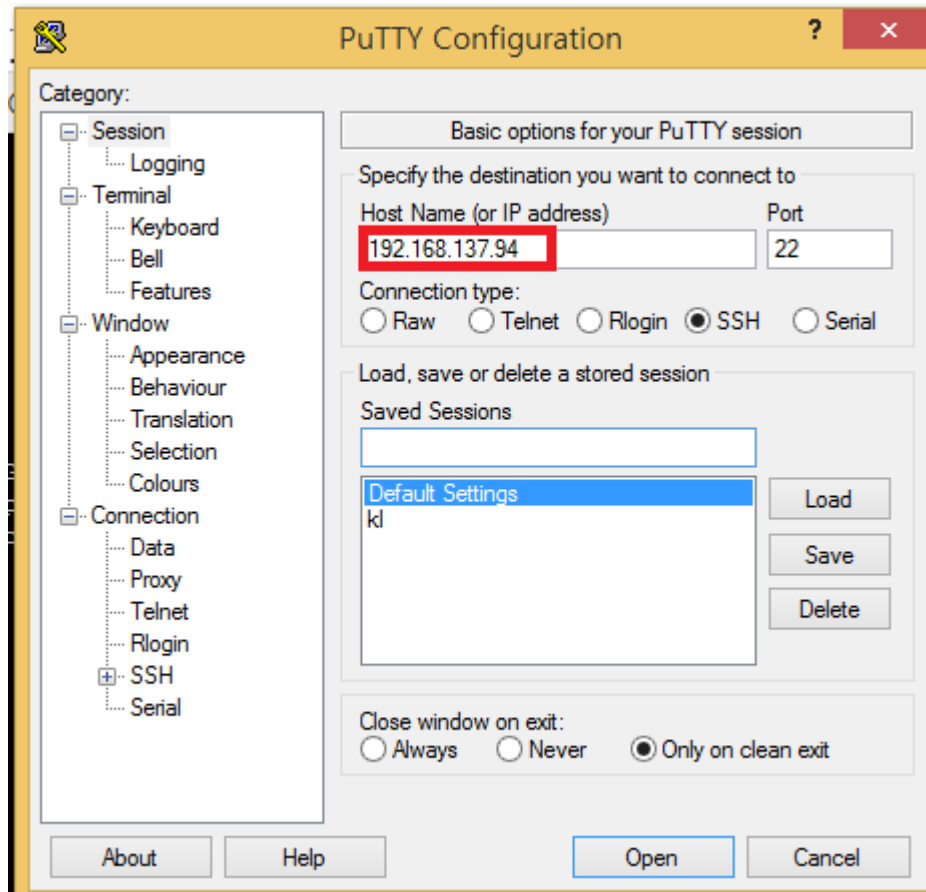 PuTTY Configuration
?
Category:
Session
Logging
Terminal
Keyboard
Bell
Features
Window
Appearance
Behaviour
Translation
Selection
Colours
Connection
Data
Proxy
Telnet
Rlogin
SSH
Serial
Basic options for your PuTTY session
Specify the destination you want to connect to
Host Name (or IP address) Port
192.168.137.94 22
Connection type:
Raw Telnet Rlogin SSH Serial
Load, save or delete a stored session
Saved Sessions
Default Settings
kl
Load
Save
Delete
Close window on exit:
Always Never Only on clean exit
About Help Open Cancel